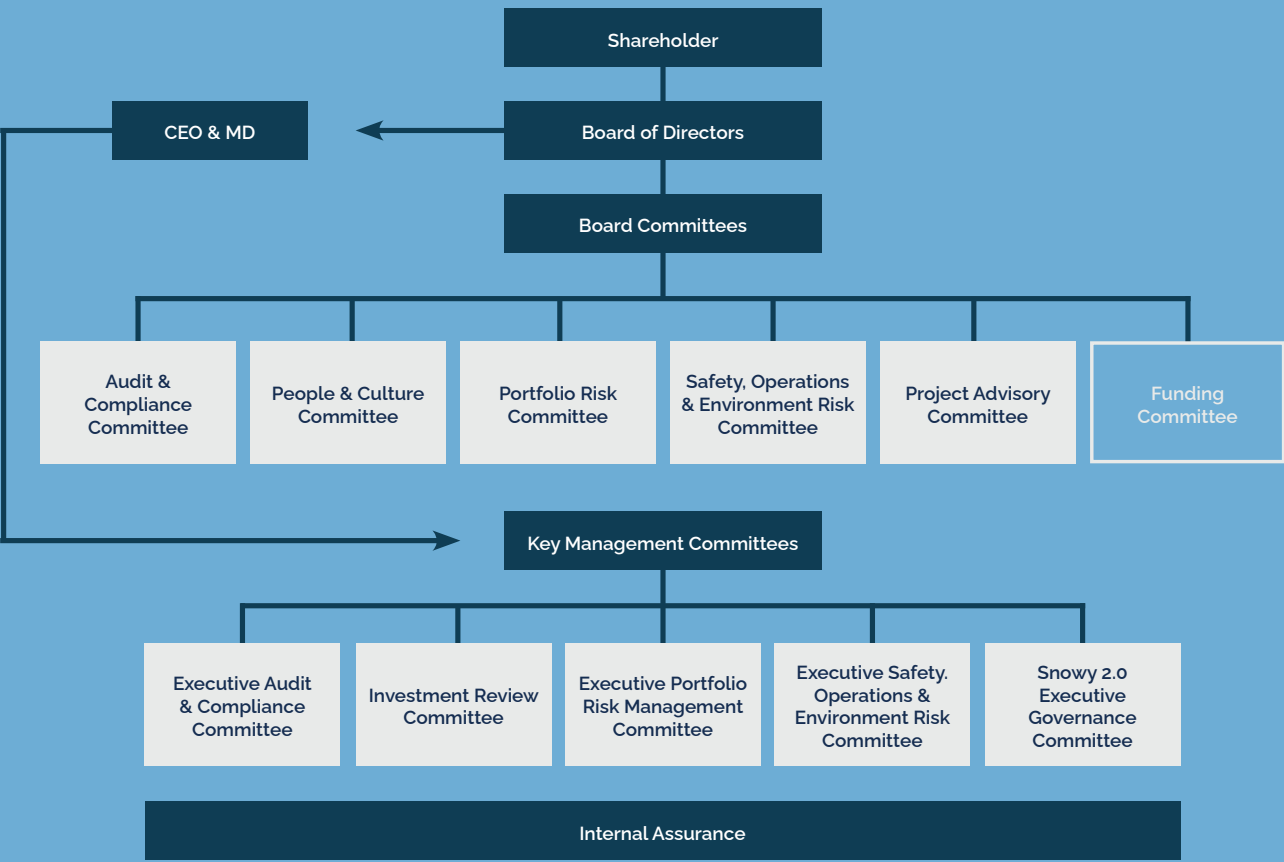 Shareholder
CEO & MD
Board of Directors
Board Committees
Audit &
Compliance
Committee
People & Culture
Committee
Portfolio Risk
Committee
Safety, Operations
& Environment Risk
Committee
Project Advisory
Committee
Funding
Committee
Key Management Committees
Executive Audit
& Compliance
Committee
Investment Review
Committee
Executive Portfolio
Risk Management
Committee
Executive Safety.
Operations &
Environment Risk
Committee
Snowy 2.0
Executive
Governance
Committee
Internal Assurance